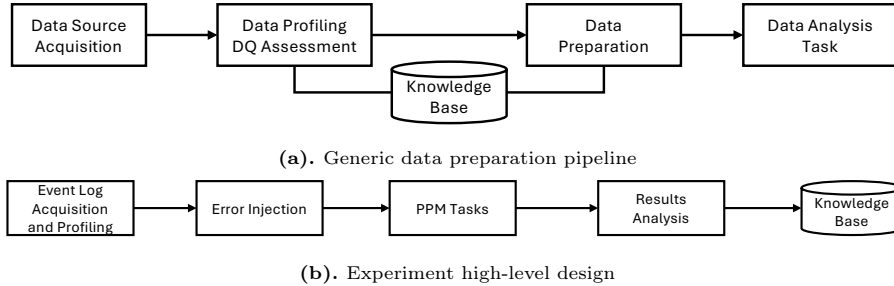 Data Source
Acquisition
Data Profiling
DQ Assessment
Data
Preparation
Data Analysis
Task
Knowledge
Base
(a). Generic data preparation pipeline
Event Log
Acquisition
and Profiling
Error Injection
PPM Tasks
Results
Analysis
Knowledge
Base
(b). Experiment high-level design